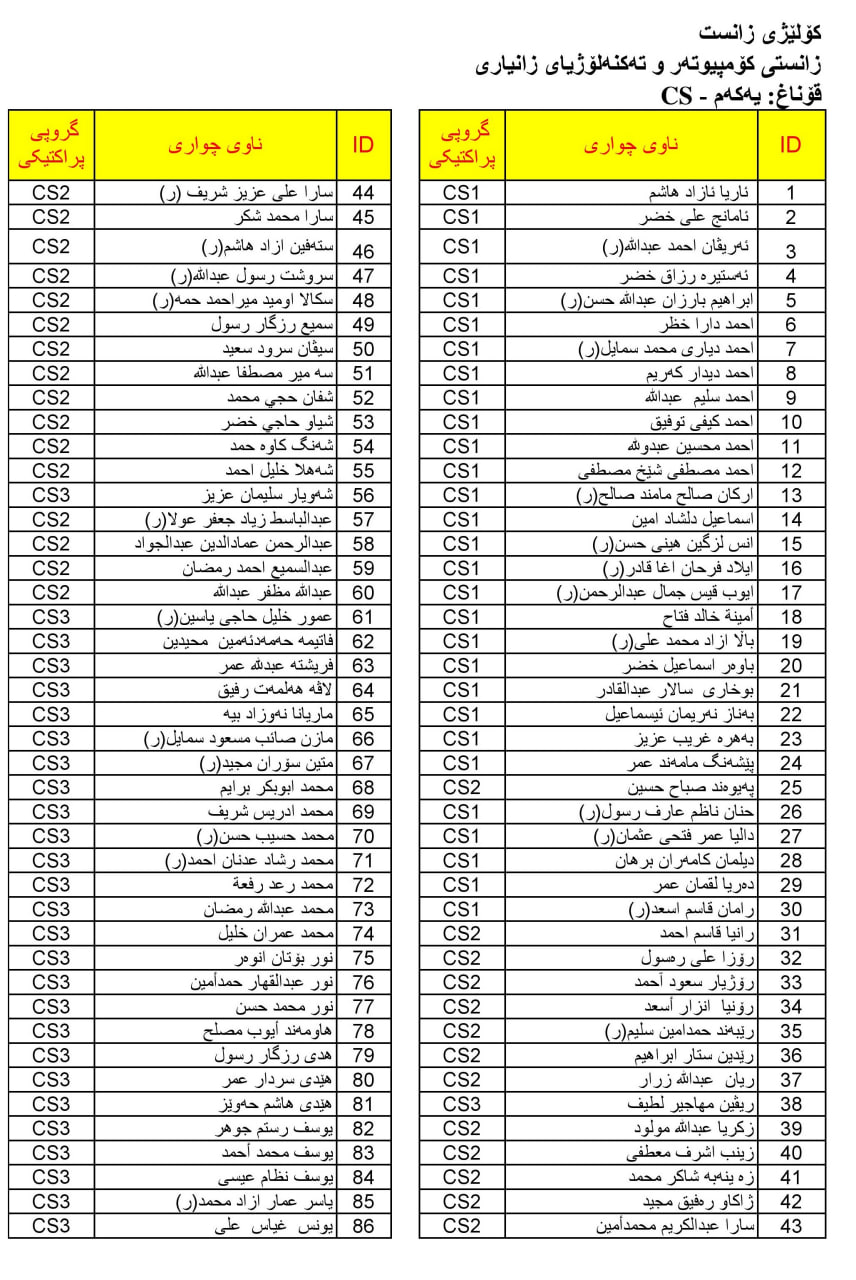 کۆلێژی زانست
زانستی کۆمپیوتەر و تەکنەلۆژیای زانیاری
قۆناغ: یەکەم - CS
ID ناوی چواری گروپی پراکتیکی
1 ئاریا ئازاد هاشم CS1
2 ئامانج علی خضر CS1
3 ئەریڤان احمد عبداللە(ر) CS1
4 ئەستیرە رزاق خضر CS1
5 ابراهیم بارزان عبداللە حسن(ر) CS1
6 احمد دارا خظر CS1
7 احمد دیاری محمد سمایل(ر) CS1
8 احمد دیدار کەریم CS1
9 احمد سلیم عبداللە CS1
10 احمد کیفی توفیق CS1
11 احمد محسین عبدوللە CS1
12 احمد مصطفی شێخ مصطفی CS1
13 ارکان صالح مامند صالح(ر) CS1
14 اسماعیل دلشاد امین CS1
15 انس لزگین هینی حسن(ر) CS1
16 ایلاد فرحان اغا قادر(ر) CS1
17 ایوب قیس جمال عبدالرحمن(ر) CS1
18 أمینة خالد فتاح CS1
19 باڵا ازاد محمد علی(ر) CS1
20 باوەر اسماعیل خضر CS1
21 بوخاری سالار عبدالقادر CS1
22 بەناز نەریمان ئیسماعیل CS1
23 بەهرە غریب عزیز CS1
24 پێشەنگ مامەند عمر CS1
25 پەیوەند صباح حسین CS2
26 حنان ناظم عارف رسول(ر) CS1
27 دالیا عمر فتحی عثمان(ر) CS1
28 دیلمان کامەران برهان CS1
29 دەریا لقمان عمر CS1
30 رامان قاسم اسعد(ر) CS1
31 رانیا قاسم احمد CS2
32 رۆزا علی رەسول CS2
33 رۆژیار سعود آحمد CS2
34 رۆنیا انزار أسعد CS2
35 رێبەند حمدامین سلیم(ر) CS2
36 رێدین ستار ابراهیم CS2
37 ریان عبداللە زرار CS2
38 ریڤین مهاجیر لطیف CS3
39 زکریا عبداللە مولود CS2
40 زینب اشرف معطفی CS2
41 زە ینەبە شاکر محمد CS2
42 ژاکاو رەفیق مجید CS2
43 سارا عبدالکریم محمدأمین CS2
ID ناوی چواری گروپی پراکتیکی
44 سارا علی عزیز شریف (ر) CS2
45 سارا محمد شکر CS2
46 ستەفین ازاد هاشم(ر) CS2
47 سروشت رسول عبداللە(ر) CS2
48 سکالا اومید میراحمد حمە(ر) CS2
49 سمیع رزگار رسول CS2
50 سیڤان سرود سعید CS2
51 سە میر مصطفا عبداللە CS2
52 شفان حجي محمد CS2
53 شیاو حاجي خضر CS2
54 شەنگ کاوە حمد CS2
55 شەهلا خلیل احمد CS2
56 شەویار سلیمان عزیز CS3
57 عبدالباسط زیاد جعفر عولا(ر) CS2
58 عبدالرحمن عمادالدین عبدالجواد CS2
59 عبدالسمیع احمد رمضان CS2
60 عبداللە مظفر عبداللە CS2
61 عمور خلیل حاجی یاسین(ر) CS3
62 فاتیمە حەمەدئەمین محیدین CS3
63 فریشتە عبدللە عمر CS3
64 لاڤە هەلمەت رفیق CS3
65 ماریانا نەوزاد بیە CS3
66 مازن صائب مسعود سمایل(ر) CS3
67 متین سۆران مجید(ر) CS3
68 محمد ابوبکر برایم CS3
69 محمد ادریس شریف CS3
70 محمد حسیب حسن(ر) CS3
71 محمد رشاد عدنان احمد(ر) CS3
72 محمد رعد رفعة CS3
73 محمد عبداللە رمضان CS3
74 محمد عمران خلیل CS3
75 نور بۆتان انوەر CS3
76 نور عبدالقهار حمدأمین CS3
77 نور محمد حسن CS3
78 هاومەند أیوب مصلح CS3
79 هدی رزگار رسول CS3
80 هێدی سردار عمر CS3
81 هێدی هاشم حەوێز CS3
82 یوسف رستم جوهر CS3
83 یوسف محمد أحمد CS3
84 یوسف نظام عیسی CS3
85 یاسر عمار ازاد محمد(ر) CS3
86 یونس غیاس علی CS3